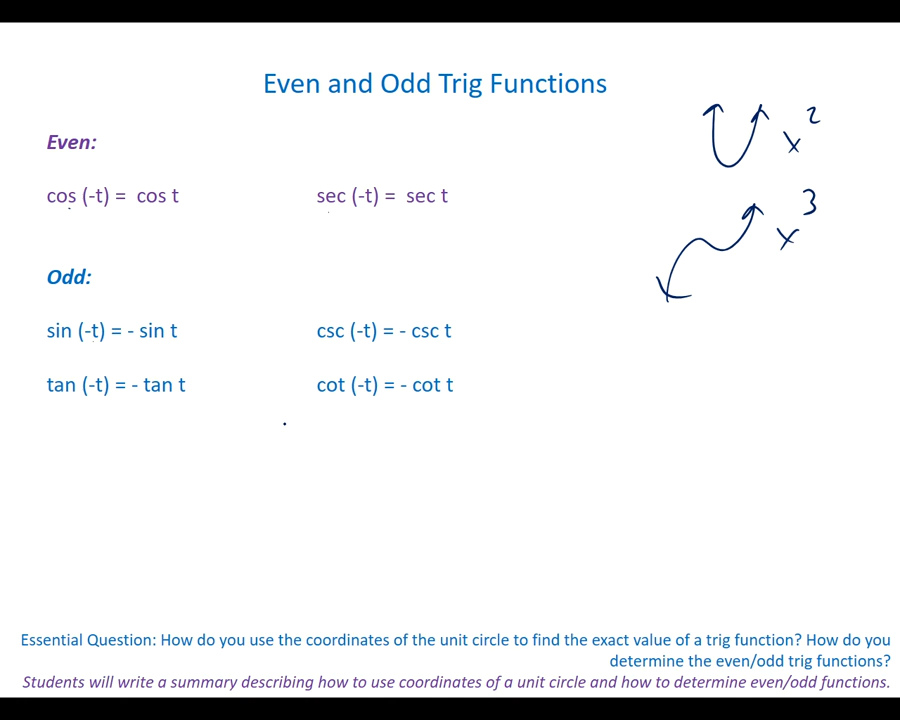 Even and Odd Trig Functions
x²
Even:
cos (-t) = cos t sec (-t) = sec t
x³
Odd:
sin (-t) = - sin t csc (-t) = - csc t
tan (-t) = - tan t cot (-t) = - cot t
Essential Question: How do you use the coordinates of the unit circle to find the exact value of a trig function? How do you
determine the even/odd trig functions?
Students will write a summary describing how to use coordinates of a unit circle and how to determine even/odd functions.